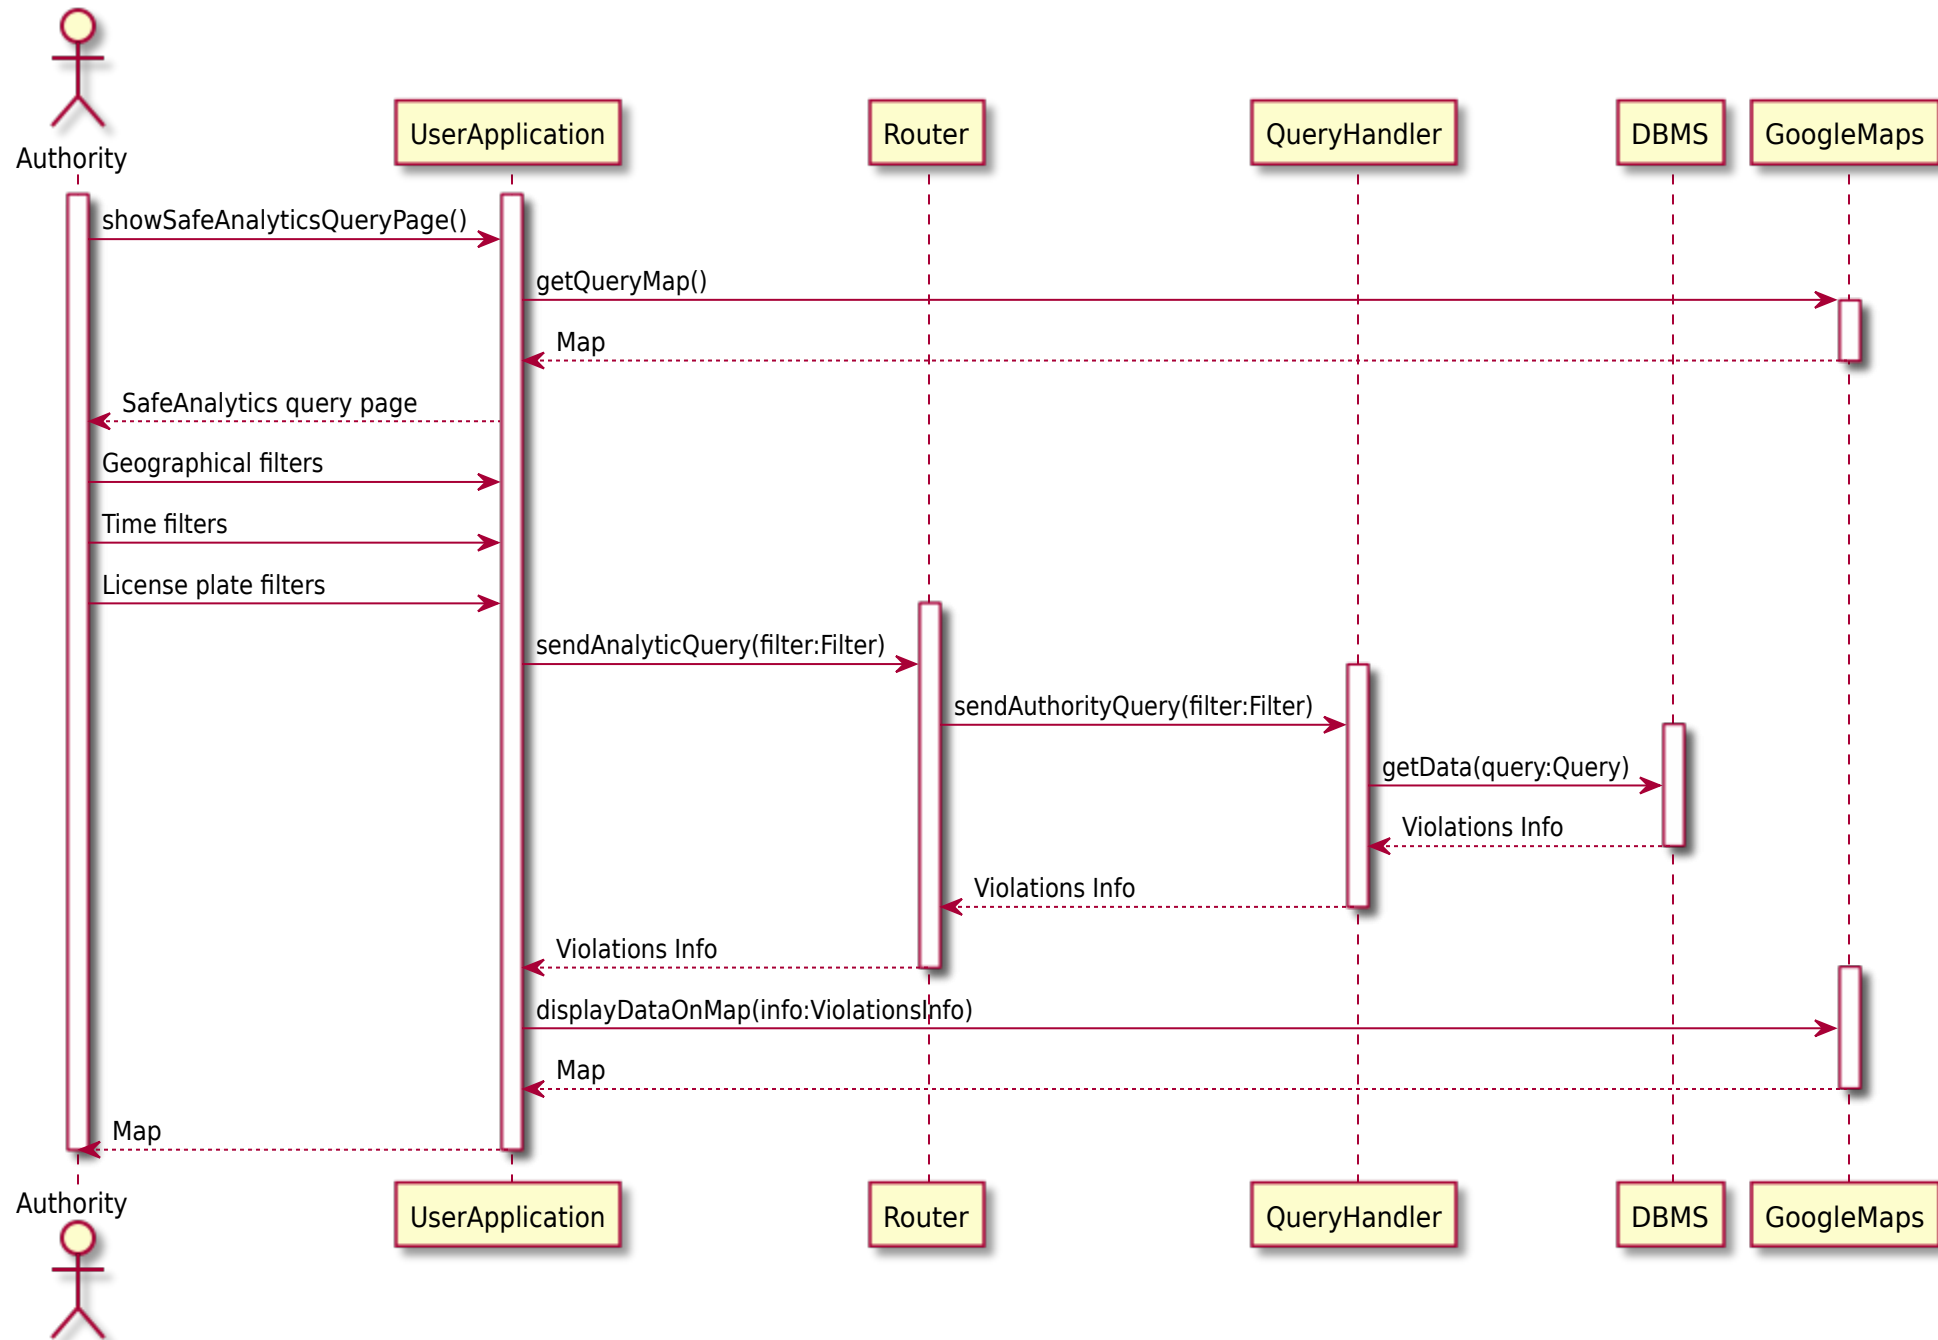 Authority
UserApplication
Router
QueryHandler
DBMS
GoogleMaps
showSafeAnalyticsQueryPage()
getQueryMap()
Map
SafeAnalytics query page
Geographical filters
Time filters
License plate filters
sendAnalyticQuery(filter:Filter)
sendAuthorityQuery(filter:Filter)
getData(query:Query)
Violations Info
Violations Info
Violations Info
displayDataOnMap(info:ViolationsInfo)
Map
Map
Authority
UserApplication
Router
QueryHandler
DBMS
GoogleMaps